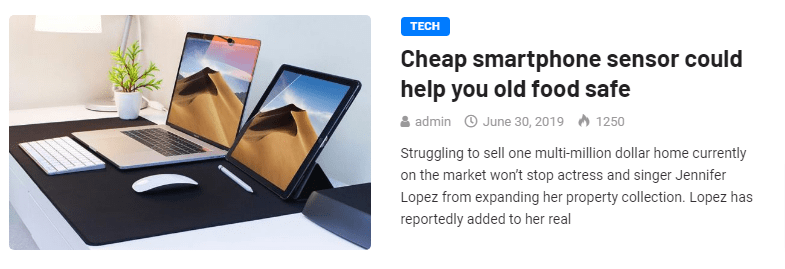 TECH
Cheap smartphone sensor could
help you old food safe
admin June 30, 2019 1250
Struggling to sell one multi-million dollar home currently
on the market won’t stop actress and singer Jennifer
Lopez from expanding her property collection. Lopez has
reportedly added to her real